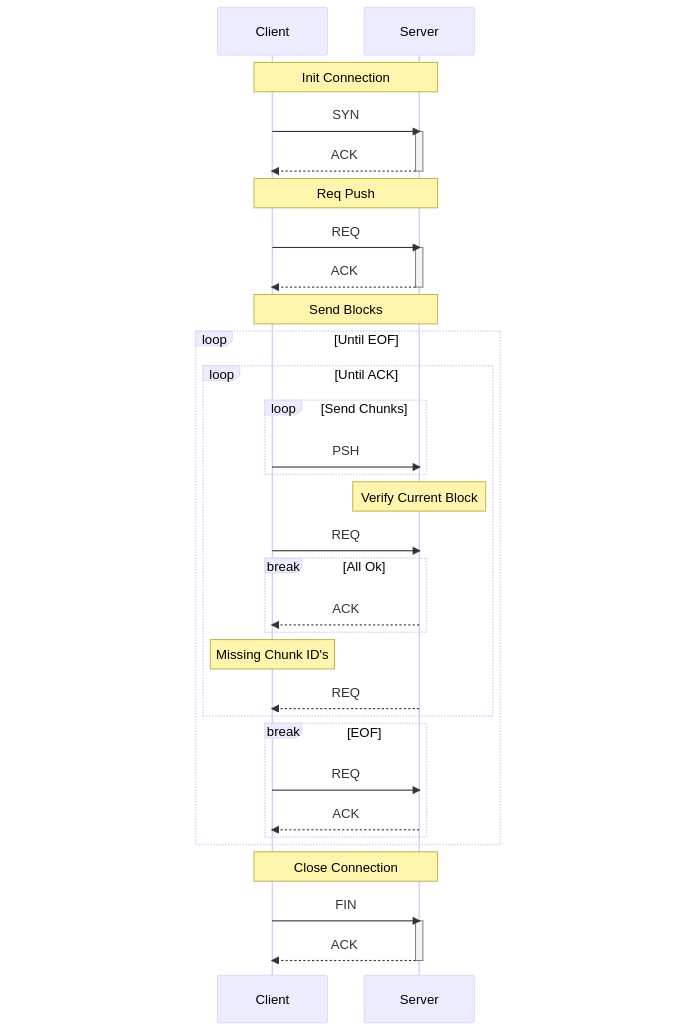 Client
Server
Init Connection
SYN
ACK
Req Push
REQ
ACK
Send Blocks
loop
[Until EOF]
loop
[Until ACK]
loop
[Send Chunks]
PSH
Verify Current Block
REQ
break
[All Ok]
ACK
Missing Chunk ID's
REQ
break
[EOF]
REQ
ACK
Close Connection
FIN
ACK
Client
Server